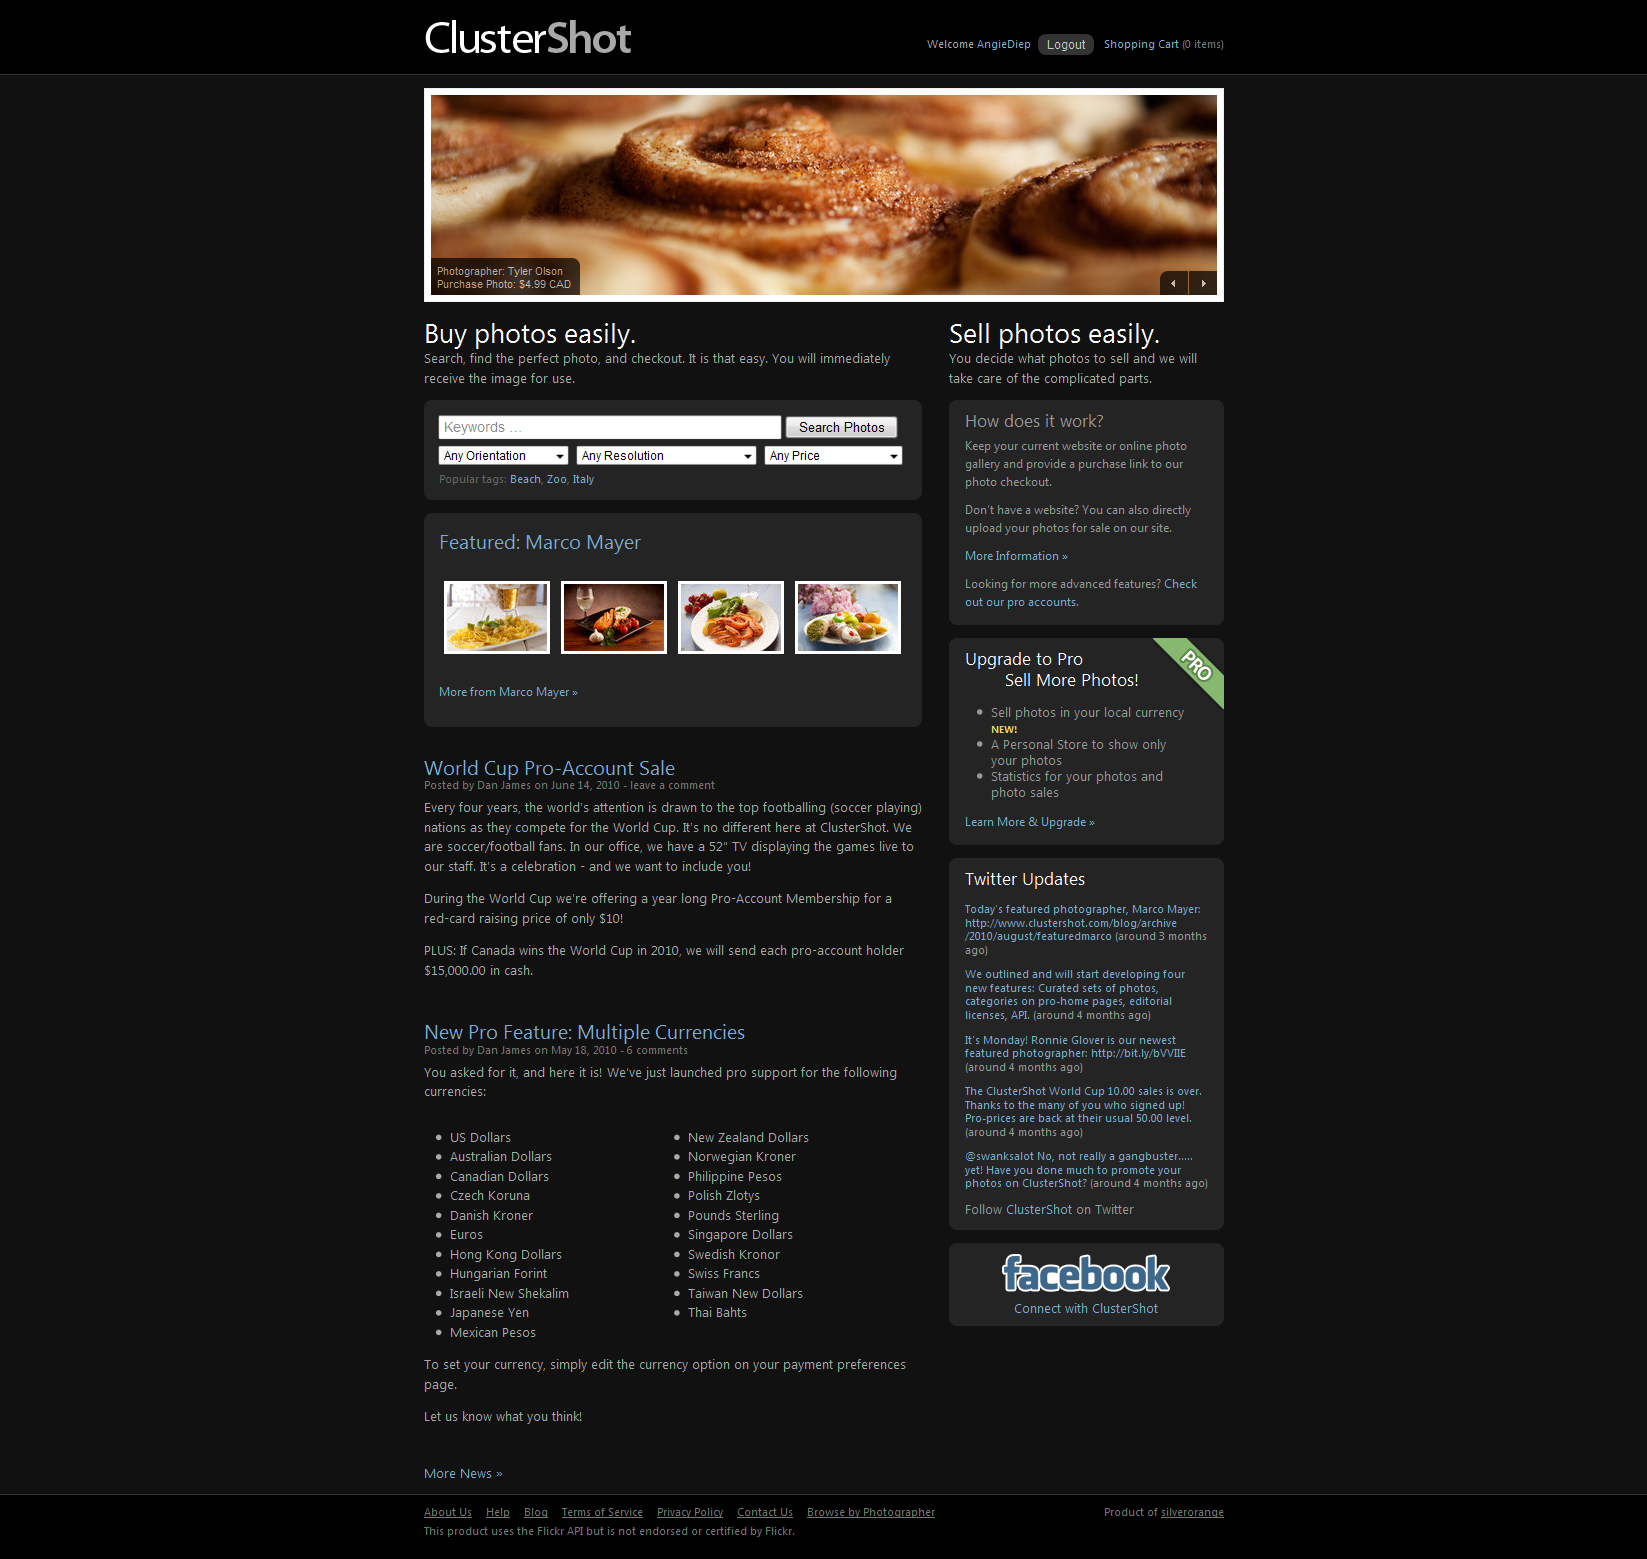 ClusterShot
Welcome AngieDiep
Logout
Shopping Cart (0 items)
Photographer: Tyler Olson
Purchase Photo: $4.99 CAD
Buy photos easily.
Search, find the perfect photo, and checkout. It is that easy. You will immediately
receive the image for use.
Keywords ...
Search Photos
Any Orientation
Any Resolution
Any Price
Popular tags: Beach, Zoo, Italy
Featured: Marco Mayer
More from Marco Mayer »
World Cup Pro-Account Sale
Posted by Dan James on June 14, 2010 - leave a comment
Every four years, the world's attention is drawn to the top footballing (soccer playing)
nations as they compete for the World Cup. It's no different here at ClusterShot. We
are soccer/football fans. In our office, we have a 52" TV displaying the games live to
our staff. It's a celebration - and we want to include you!
During the World Cup we're offering a year long Pro-Account Membership for a
red-card raising price of only $10!
PLUS: If Canada wins the World Cup in 2010, we will send each pro-account holder
$15,000.00 in cash.
New Pro Feature: Multiple Currencies
Posted by Dan James on May 18, 2010 - 6 comments
You asked for it, and here it is! We've just launched pro support for the following
currencies:
US Dollars
Australian Dollars
Canadian Dollars
Czech Koruna
Danish Kroner
Euros
Hong Kong Dollars
Hungarian Forint
Israeli New Shekalim
Japanese Yen
Mexican Pesos
New Zealand Dollars
Norwegian Kroner
Philippine Pesos
Polish Zlotys
Pounds Sterling
Singapore Dollars
Swedish Kronor
Swiss Francs
Taiwan New Dollars
Thai Bahts
To set your currency, simply edit the currency option on your payment preferences
page.
Let us know what you think!
More News »
Sell photos easily.
You decide what photos to sell and we will
take care of the complicated parts.
How does it work?
Keep your current website or online photo
gallery and provide a purchase link to our
photo checkout.
Don't have a website? You can also directly
upload your photos for sale on our site.
More Information »
Looking for more advanced features? Check
out our pro accounts.
Upgrade to Pro
Sell More Photos!
PRO
Sell photos in your local currency
NEW!
A Personal Store to show only
your photos
Statistics for your photos and
photo sales
Learn More & Upgrade »
Twitter Updates
Today's featured photographer, Marco Mayer:
http://www.clustershot.com/blog/archive
/2010/august/featuredmarco (around 3 months
ago)
We outlined and will start developing four
new features: Curated sets of photos,
categories on pro-home pages, editorial
licenses, API. (around 4 months ago)
It's Monday! Ronnie Glover is our newest
featured photographer: http://bit.ly/bVVIIE
(around 4 months ago)
The ClusterShot World Cup 10.00 sales is over.
Thanks to the many of you who signed up!
Pro-prices are back at their usual 50.00 level.
(around 4 months ago)
@swanksalot No, not really a gangbuster.....
yet! Have you done much to promote your
photos on ClusterShot? (around 4 months ago)
Follow ClusterShot on Twitter
facebook
Connect with ClusterShot
About Us Help Blog Terms of Service Privacy Policy Contact Us Browse by Photographer
Product of silverorange
This product uses the Flickr API but is not endorsed or certified by Flickr.